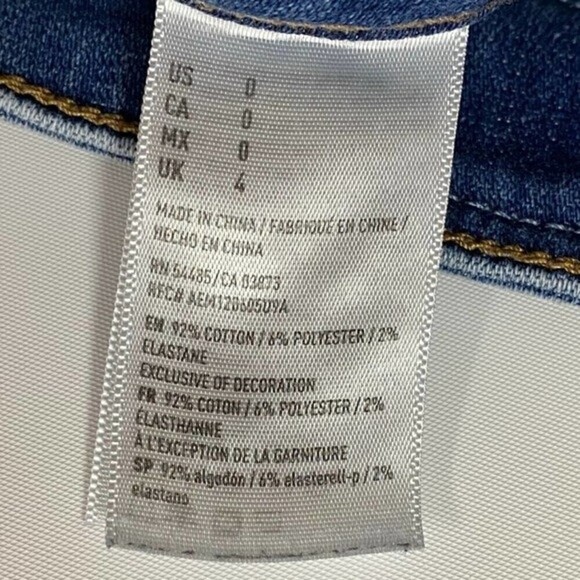 US 0
CA 0
MX 0
UK 4
MADE IN CHINA / FABRIQUÉ EN CHINE /
HECHO EN CHINA
RN 54485/CA 03873
RFC# AEM120605U9A
EN 92% COTTON / 6% POLYESTER / 2%
ELASTANE
EXCLUSIVE OF DECORATION
FR 92% COTON / 6% POLYESTER / 2%
ÉLASTHANNE
À L'EXCEPTION DE LA GARNITURE
SP 92% algodón / 6% elasterell-p / 2%
elastano